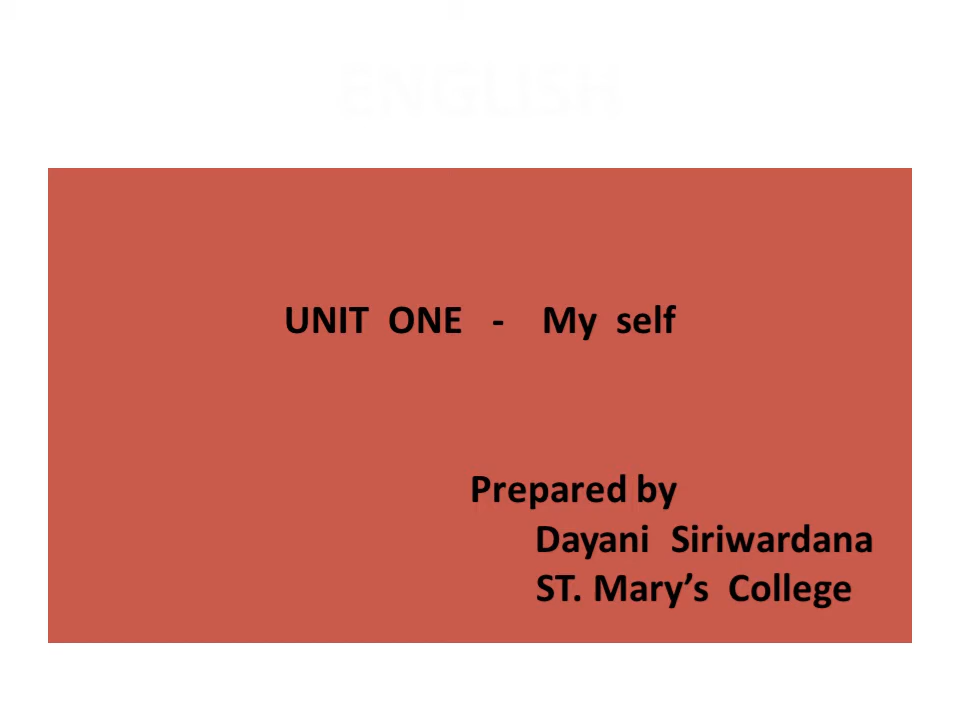 ENGLISH
UNIT ONE - My self
Prepared by
Dayani Siriwardana
ST. Mary’s College